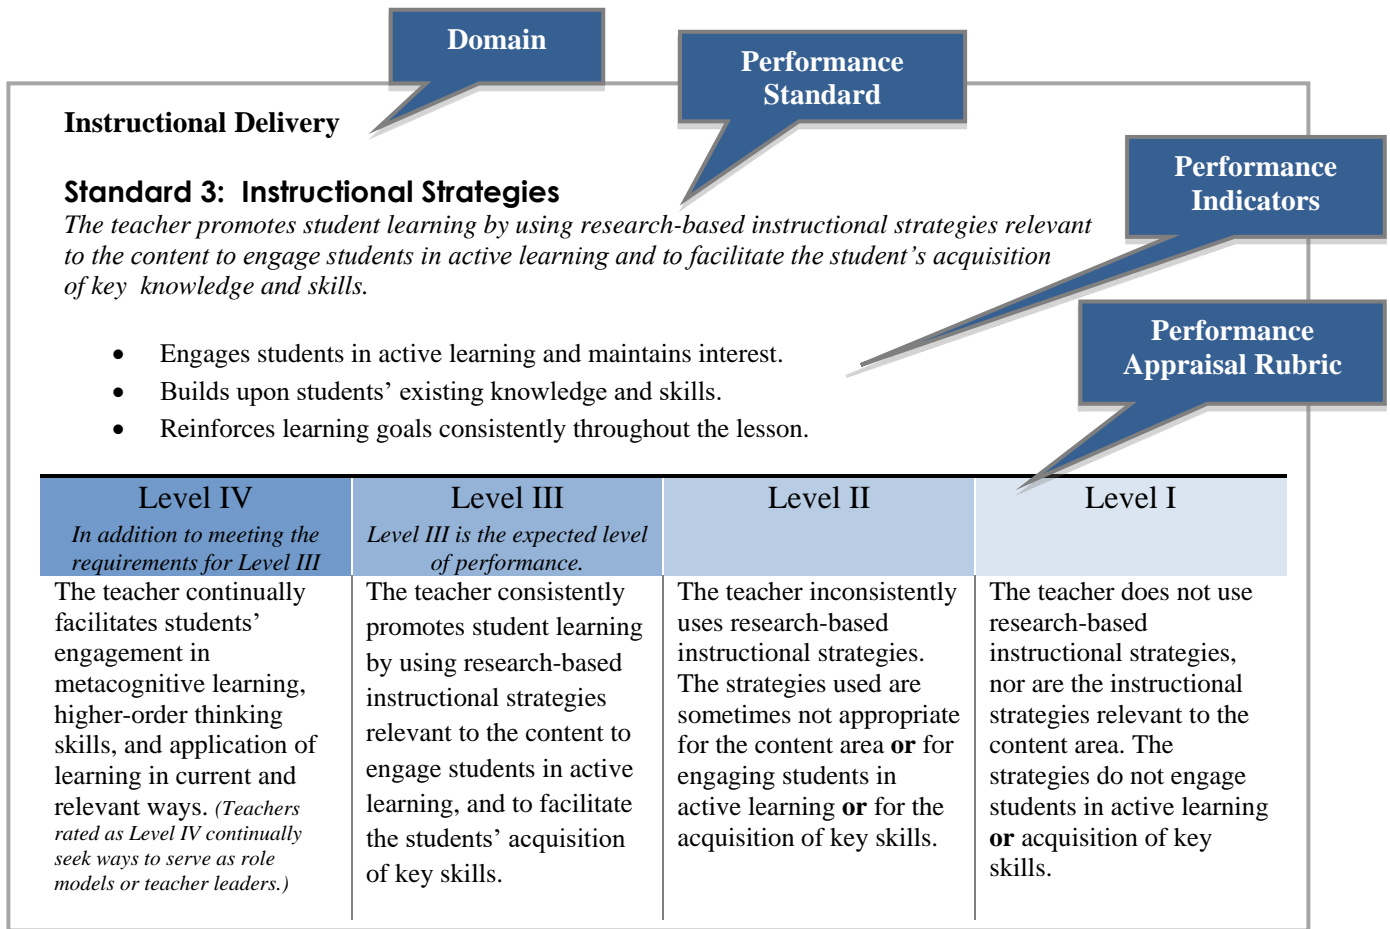 Domain
Performance
Standard
Instructional Delivery
Performance
Indicators
Standard 3:  Instructional Strategies
The teacher promotes student learning by using research-based instructional strategies relevant
to the content to engage students in active learning and to facilitate the student’s acquisition
of key  knowledge and skills.
Performance
Appraisal Rubric
• Engages students in active learning and maintains interest.
• Builds upon students’ existing knowledge and skills.
• Reinforces learning goals consistently throughout the lesson.
Level IV
In addition to meeting the
requirements for Level III
Level III
Level III is the expected level
of performance.
Level II
Level I
The teacher continually
facilitates students’
engagement in
metacognitive learning,
higher-order thinking
skills, and application of
learning in current and
relevant ways. (Teachers
rated as Level IV continually
seek ways to serve as role
models or teacher leaders.)
The teacher consistently
promotes student learning
by using research-based
instructional strategies
relevant to the content to
engage students in active
learning, and to facilitate
the students’ acquisition
of key skills.
The teacher inconsistently
uses research-based
instructional strategies.
The strategies used are
sometimes not appropriate
for the content area or for
engaging students in
active learning or for the
acquisition of key skills.
The teacher does not use
research-based
instructional strategies,
nor are the instructional
strategies relevant to the
content area. The
strategies do not engage
students in active learning
or acquisition of key
skills.